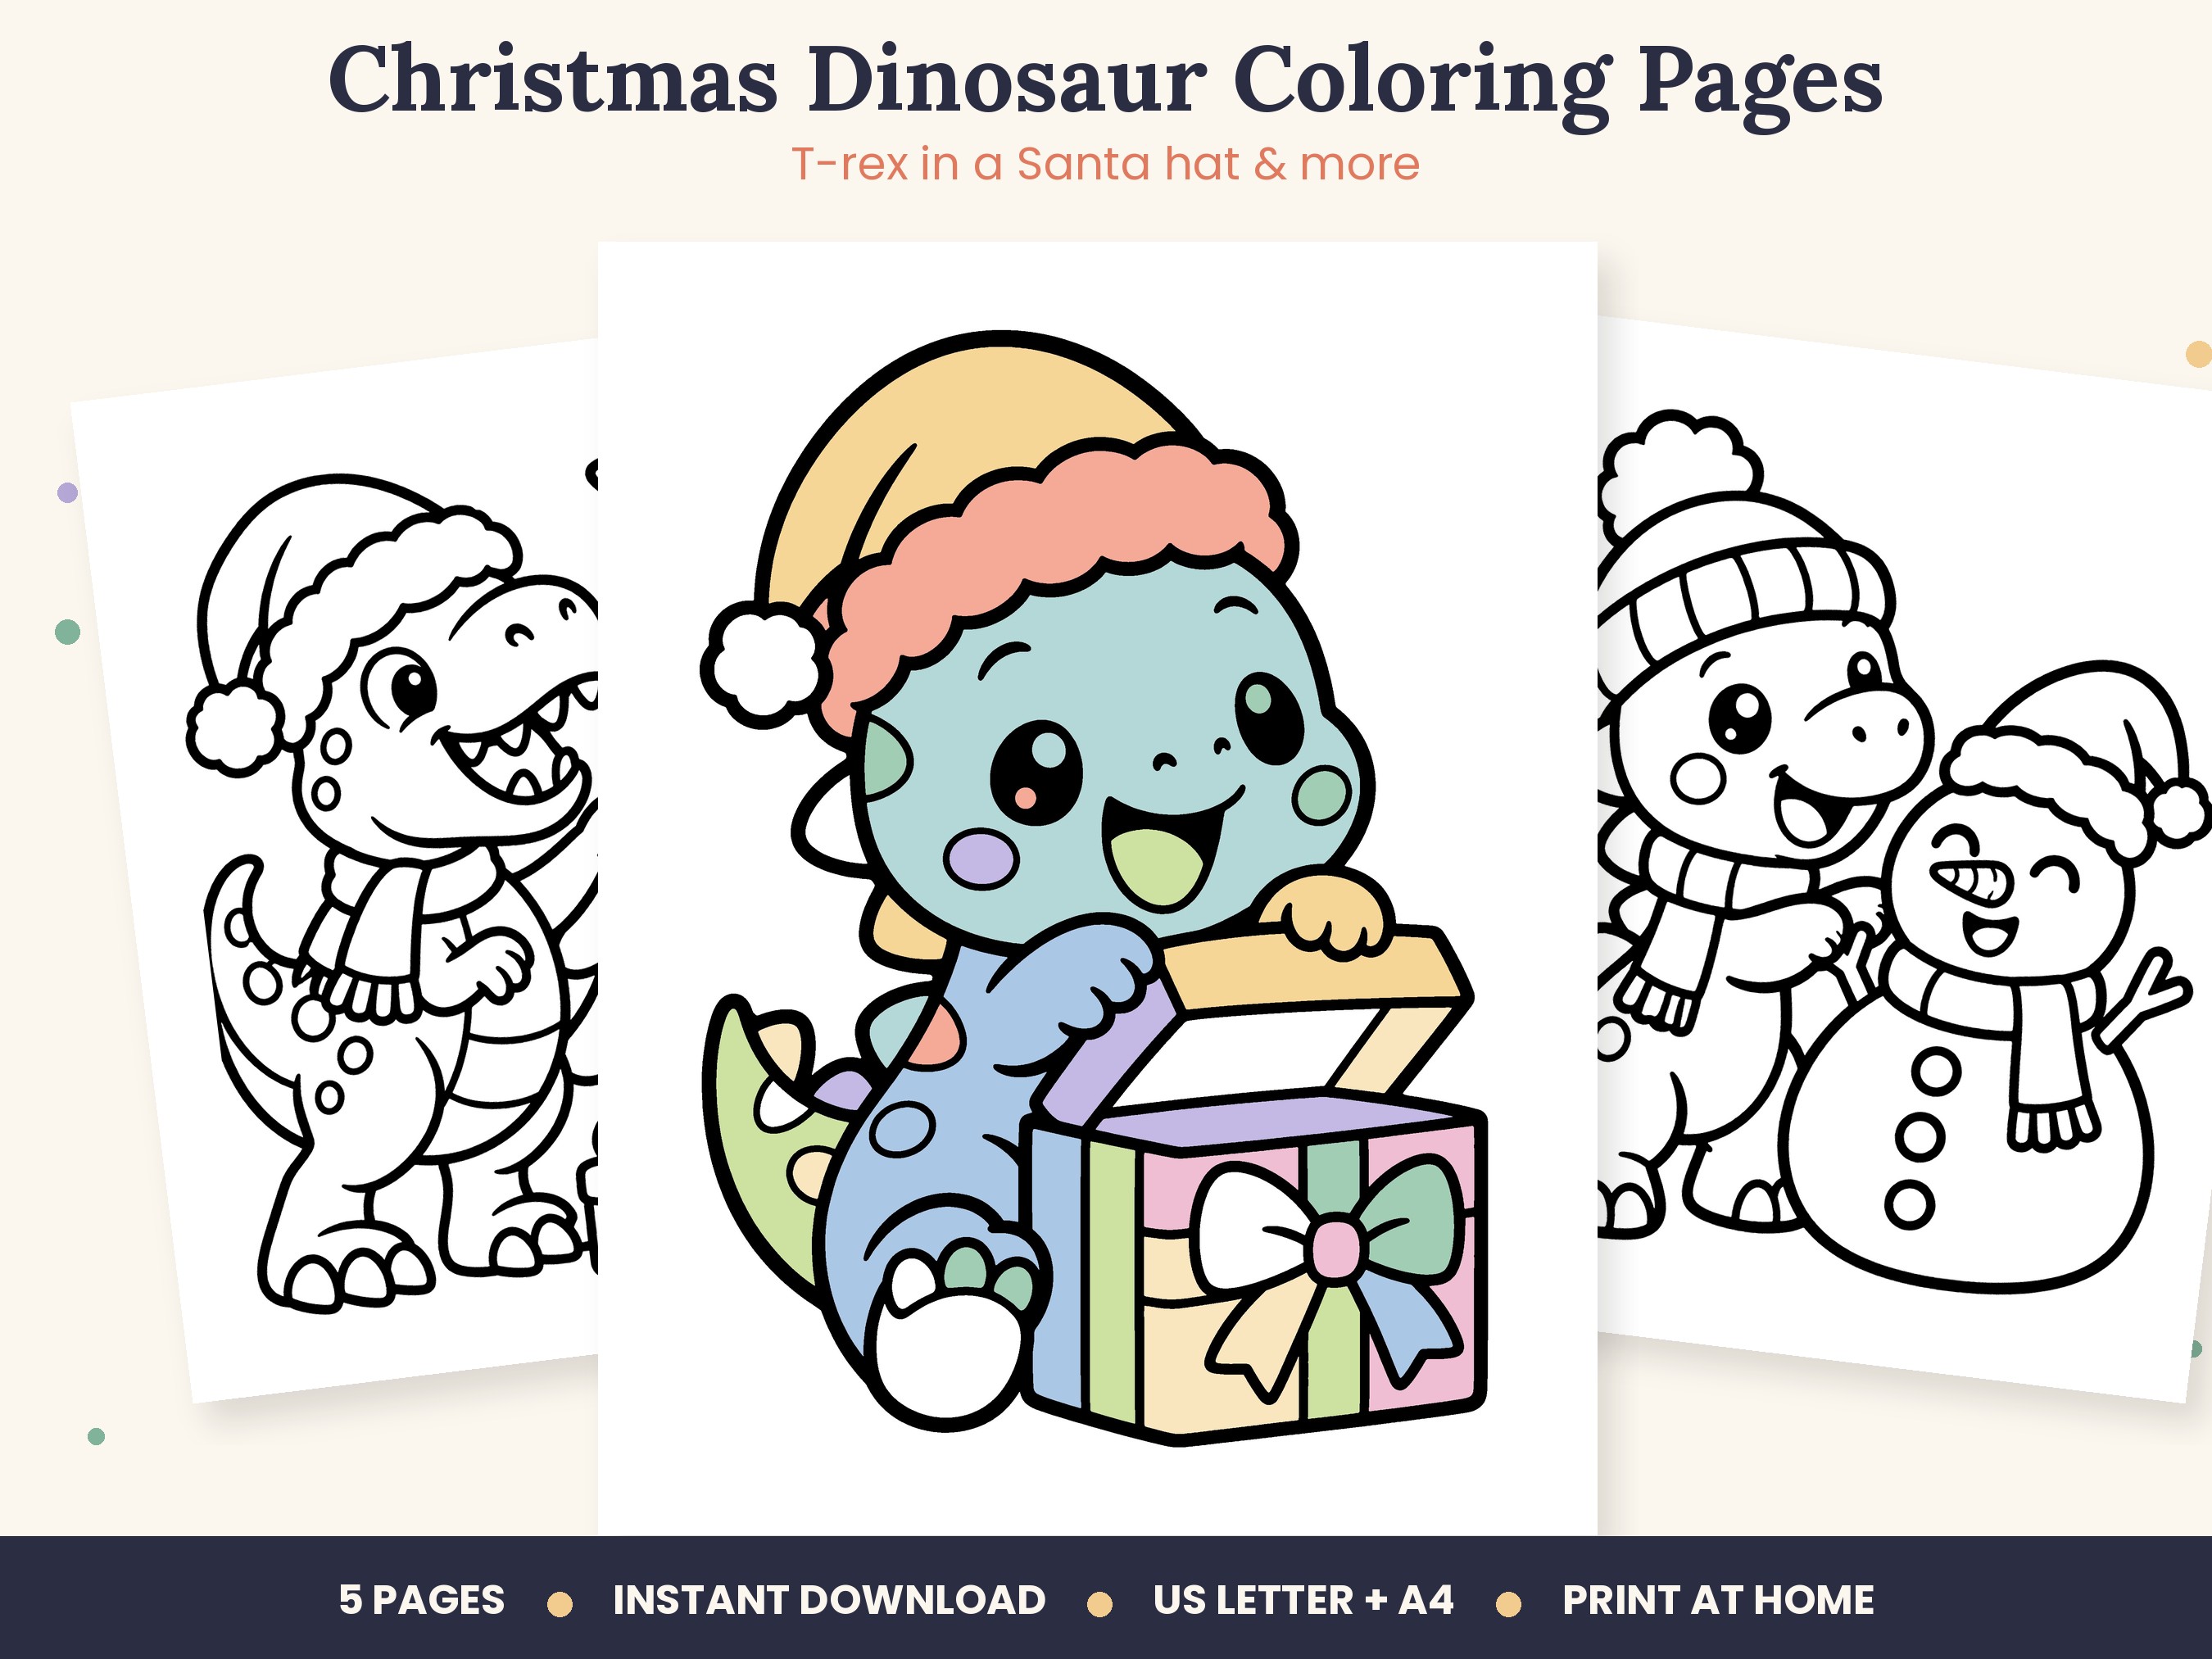 Christmas Dinosaur Coloring Pages
T-rex in a Santa hat & more
5 PAGES ● INSTANT DOWNLOAD ● US LETTER + A4 ● PRINT AT HOME